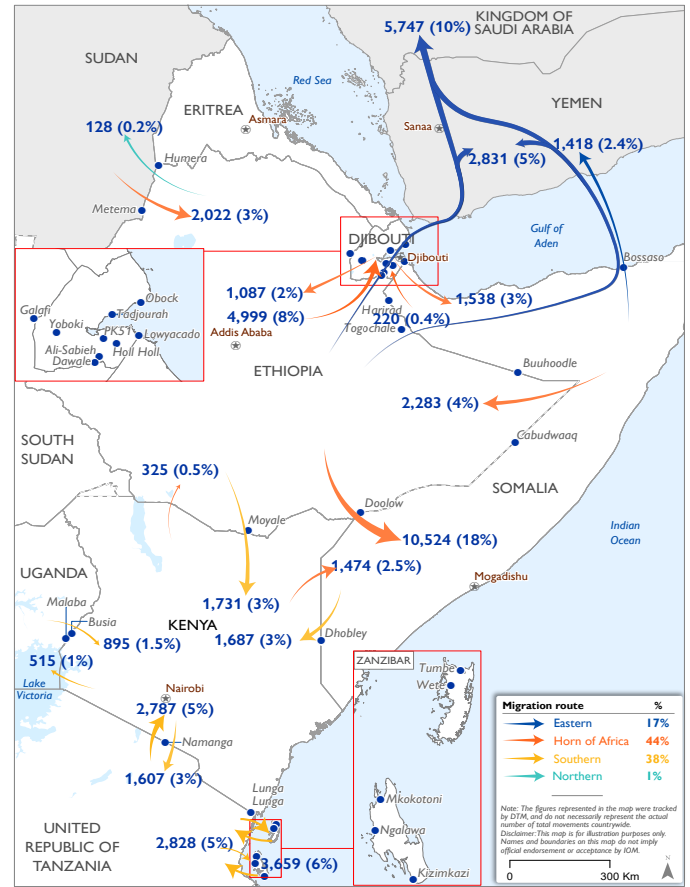 5,747 (10%)
KINGDOM OF
SAUDI ARABIA
SUDAN
Red Sea
ERITREA
Asmara
YEMEN
Sanaa
128 (0.2%)
1,418 (2.4%)
2,831 (5%)
Humera
Metema
2,022 (3%)
Gulf of
Aden
DJIBOUTI
Djibouti
Bossaso
1,087 (2%)
1,538 (3%)
4,999 (8%)
Harirād
220 (0.4%)
Togochale
Addis Ababa
Obock
Galafi
Tadjourah
Yoboki
PK51
Lowyacado
Ali-Sabieh
Holl Holl
Dawale
ETHIOPIA
Buuhoodle
2,283 (4%)
Cabudwaaq
SOUTH
SUDAN
325 (0.5%)
SOMALIA
Doolow
Moyale
10,524 (18%)
Indian
Ocean
1,474 (2.5%)
UGANDA
Mogadishu
Malaba
1,731 (3%)
Busia
KENYA
1,687 (3%)
Dhobley
895 (1.5%)
515 (1%)
Lake
Victoria
ZANZIBAR
Tumbe
Wete
Nairobi
2,787 (5%)
Namanga
1,607 (3%)
Lunga
Lunga
Mkokotoni
UNITED
REPUBLIC OF
TANZANIA
2,828 (5%)
Ngalawa
3,659 (6%)
Kizimkazi
Migration route %
Eastern 17%
Horn of Africa 44%
Southern 38%
Northern 1%
Note: The figures represented in the map were tracked
by DTM, and do not necessarily represent the actual
number of total movements countrywide.
Disclaimer: This map is for illustration purposes only.
Names and boundaries on this map do not imply
official endorsement or acceptance by IOM.
N
0 300 Km